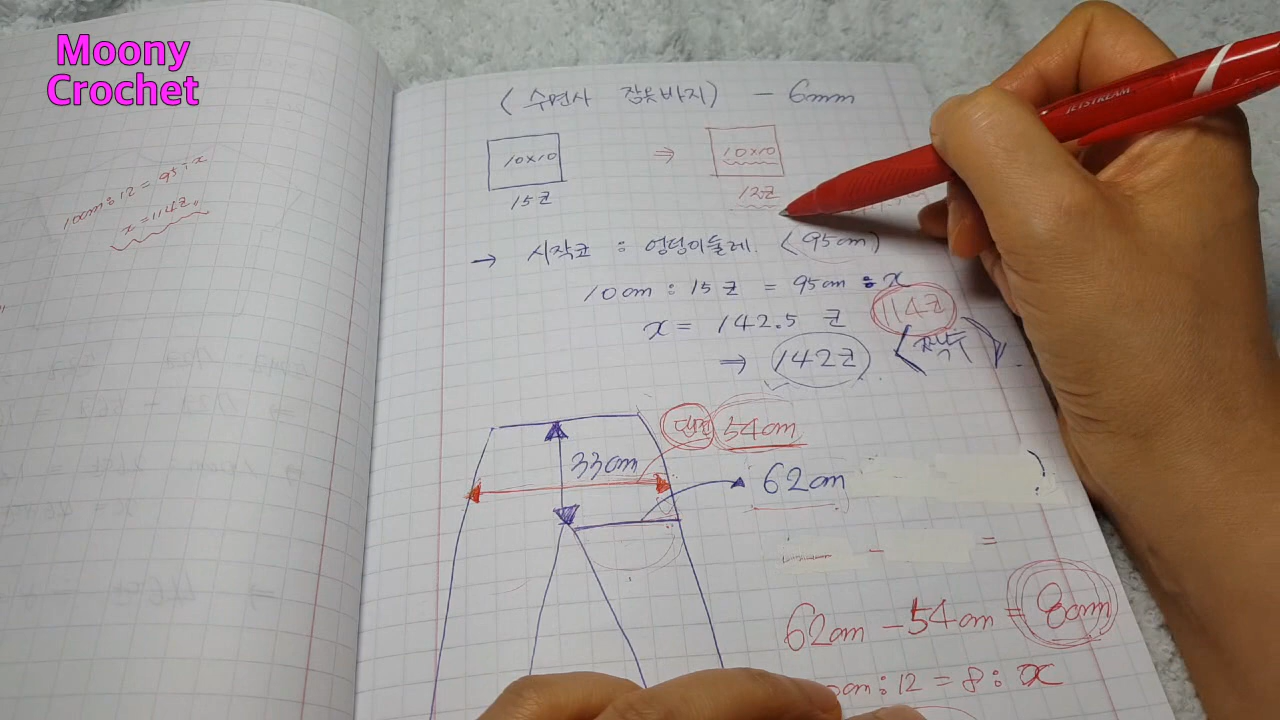 Moony
Crochet
10cm : 12 = 95 : x
x = 114코
(수면사 잠옷바지) - 6mm
10×10 ⇒ 10×10
15코 12코
JETSTREAM
→ 시작코 : 엉덩이둘레. (95cm)
10cm : 15코 = 95cm : x
x = 142.5 코 114코
⇒ 142코
54cm
33cm
62cm
- =
62cm - 54cm = 8cm
: 12 = 8 : x